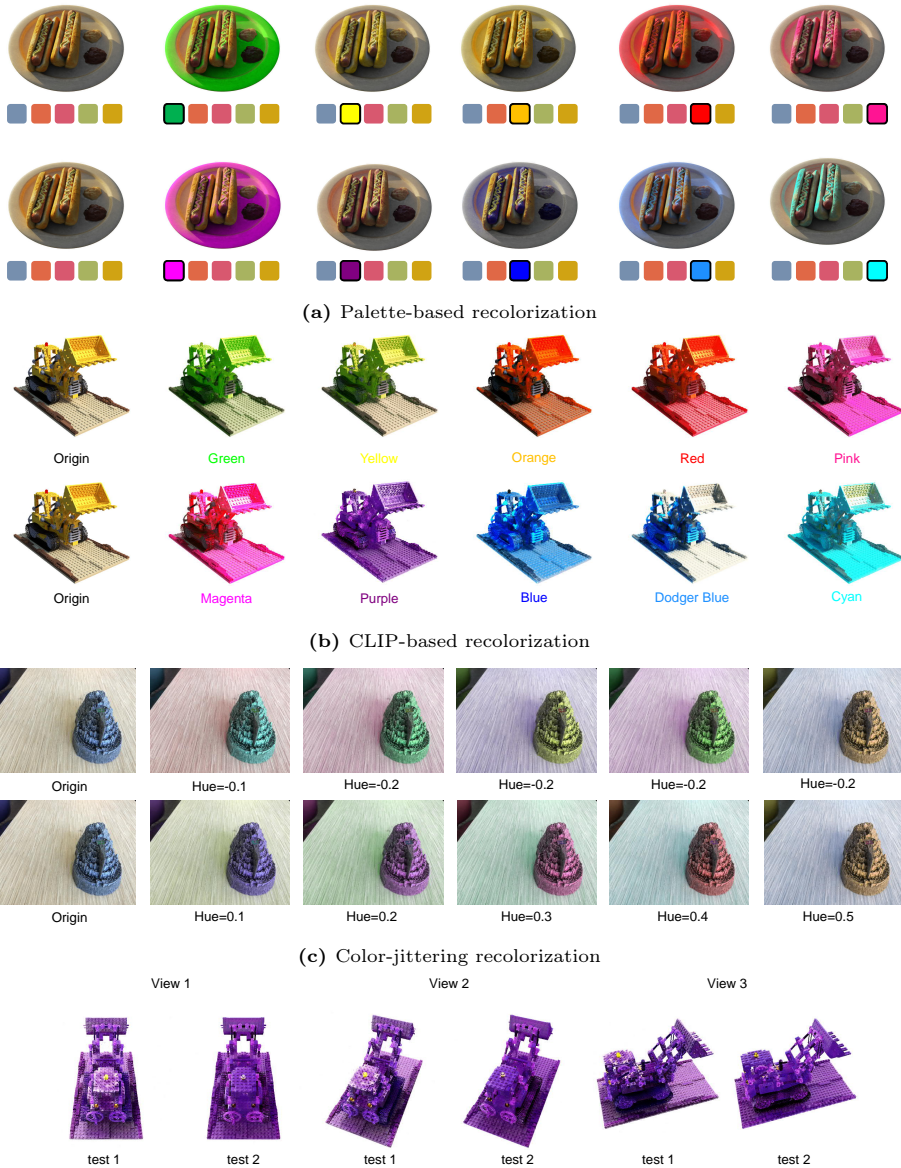 (a) Palette-based recolorization
Origin Green Yellow Orange Red Pink
Origin Magenta Purple Blue Dodger Blue Cyan
(b) CLIP-based recolorization
Origin Hue=-0.1 Hue=-0.2 Hue=-0.2 Hue=-0.2 Hue=-0.2
Origin Hue=0.1 Hue=0.2 Hue=0.3 Hue=0.4 Hue=0.5
(c) Color-jittering recolorization
View 1 View 2 View 3
test 1 test 2 test 1 test 2 test 1 test 2